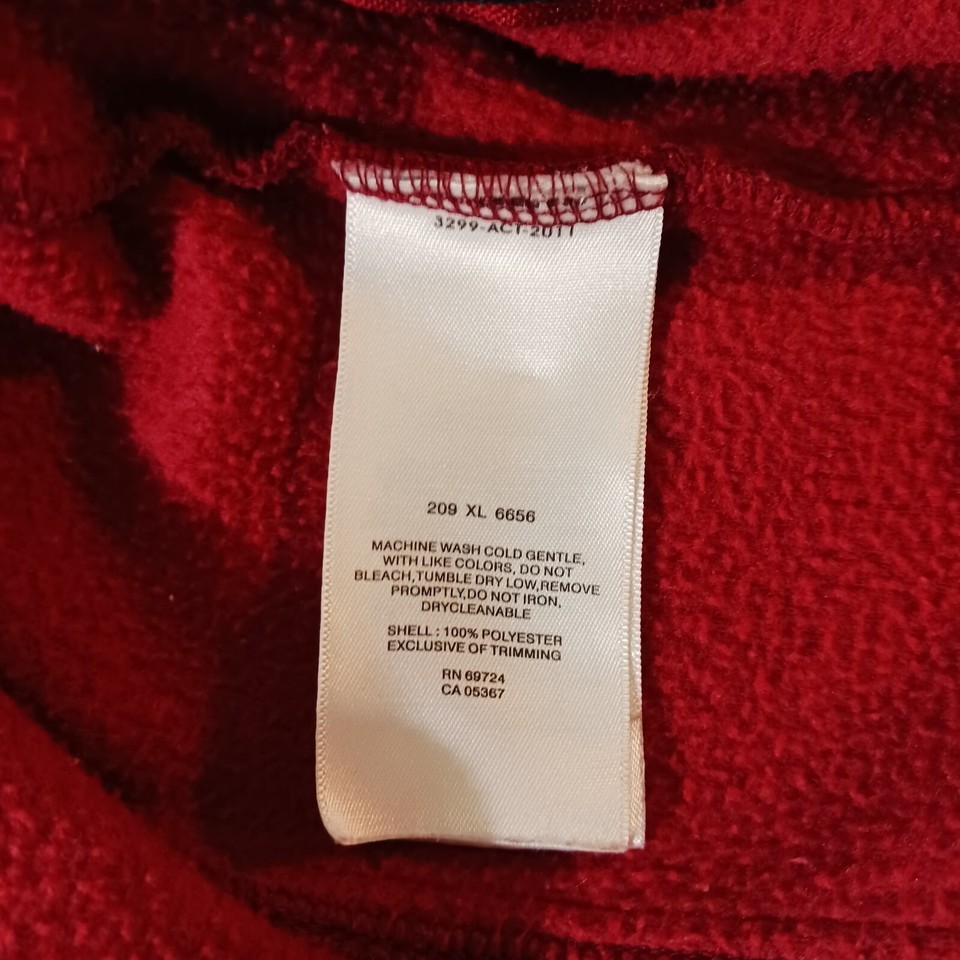 3299-ACT-2011
209 XL 6656
MACHINE WASH COLD GENTLE,
WITH LIKE COLORS, DO NOT
BLEACH,TUMBLE DRY LOW,REMOVE
PROMPTLY,DO NOT IRON,
DRYCLEANABLE
SHELL : 100% POLYESTER
EXCLUSIVE OF TRIMMING
RN 69724
CA 05367